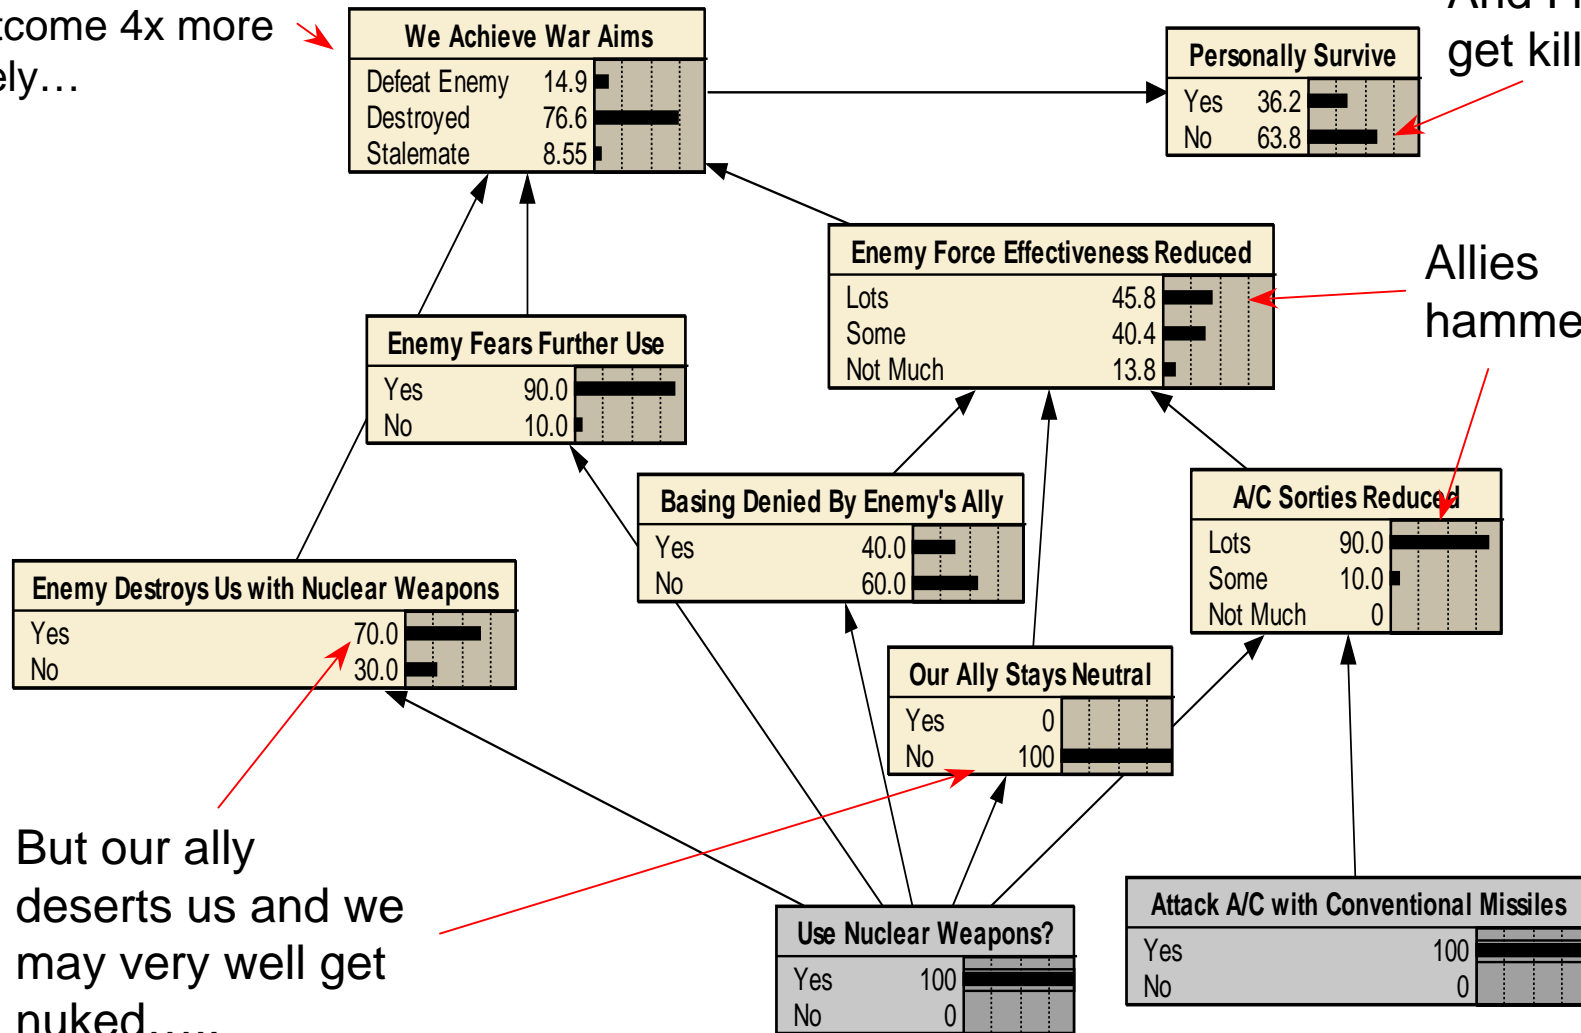 tcome 4x more
ely…
We Achieve War Aims
Defeat Enemy 14.9
Destroyed 76.6
Stalemate 8.55
get kill
Personally Survive
Yes 36.2
No 63.8
Enemy Force Effectiveness Reduced
Lots 45.8
Some 40.4
Not Much 13.8
Allies
hamme
Enemy Fears Further Use
Yes 90.0
No 10.0
Basing Denied By Enemy's Ally
Yes 40.0
No 60.0
A/C Sorties Reduced
Lots 90.0
Some 10.0
Not Much 0
Enemy Destroys Us with Nuclear Weapons
Yes 70.0
No 30.0
Our Ally Stays Neutral
Yes 0
No 100
But our ally
deserts us and we
may very well get
nuked…..
Use Nuclear Weapons?
Yes 100
No 0
Attack A/C with Conventional Missiles
Yes 100
No 0